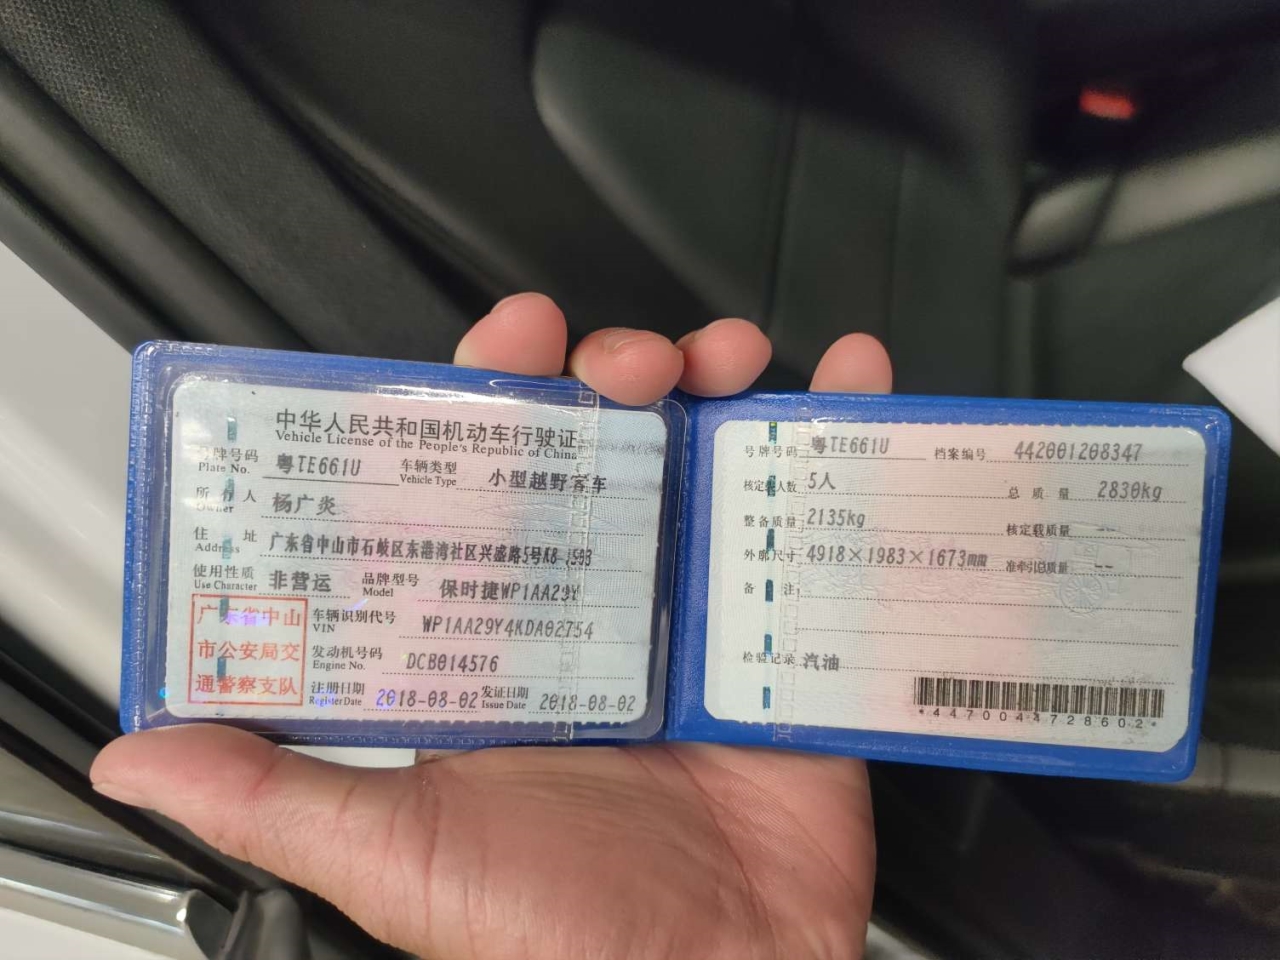 中华人民共和国机动车行驶证
Vehicle License of the People's Republic of China
号牌号码 粤TE661U 车辆类型 小型越野客车
Plate No. Vehicle Type
所有人 杨广炎
Owner
住址 广东省中山市石岐区东港湾社区兴盛路5号K8-1503
Address
使用性质 非营运 品牌型号 保时捷WP1AA29Y
Use Character Model
广东省中山
市公安局交
通警察支队
车辆识别代号 WP1AA29Y4KDA02754
VIN
发动机号码 DCB014576
Engine No.
注册日期 2018-08-02 发证日期 2018-08-02
Register Date Issue Date
号牌号码 粤TE661U 档案编号 442001208347
核定载人数 5人 总质量 2830kg
整备质量 2135kg 核定载质量 --
外廓尺寸 4918×1983×1673mm 准牵引总质量 --
备注
检验记录 汽油
*4470044728602*